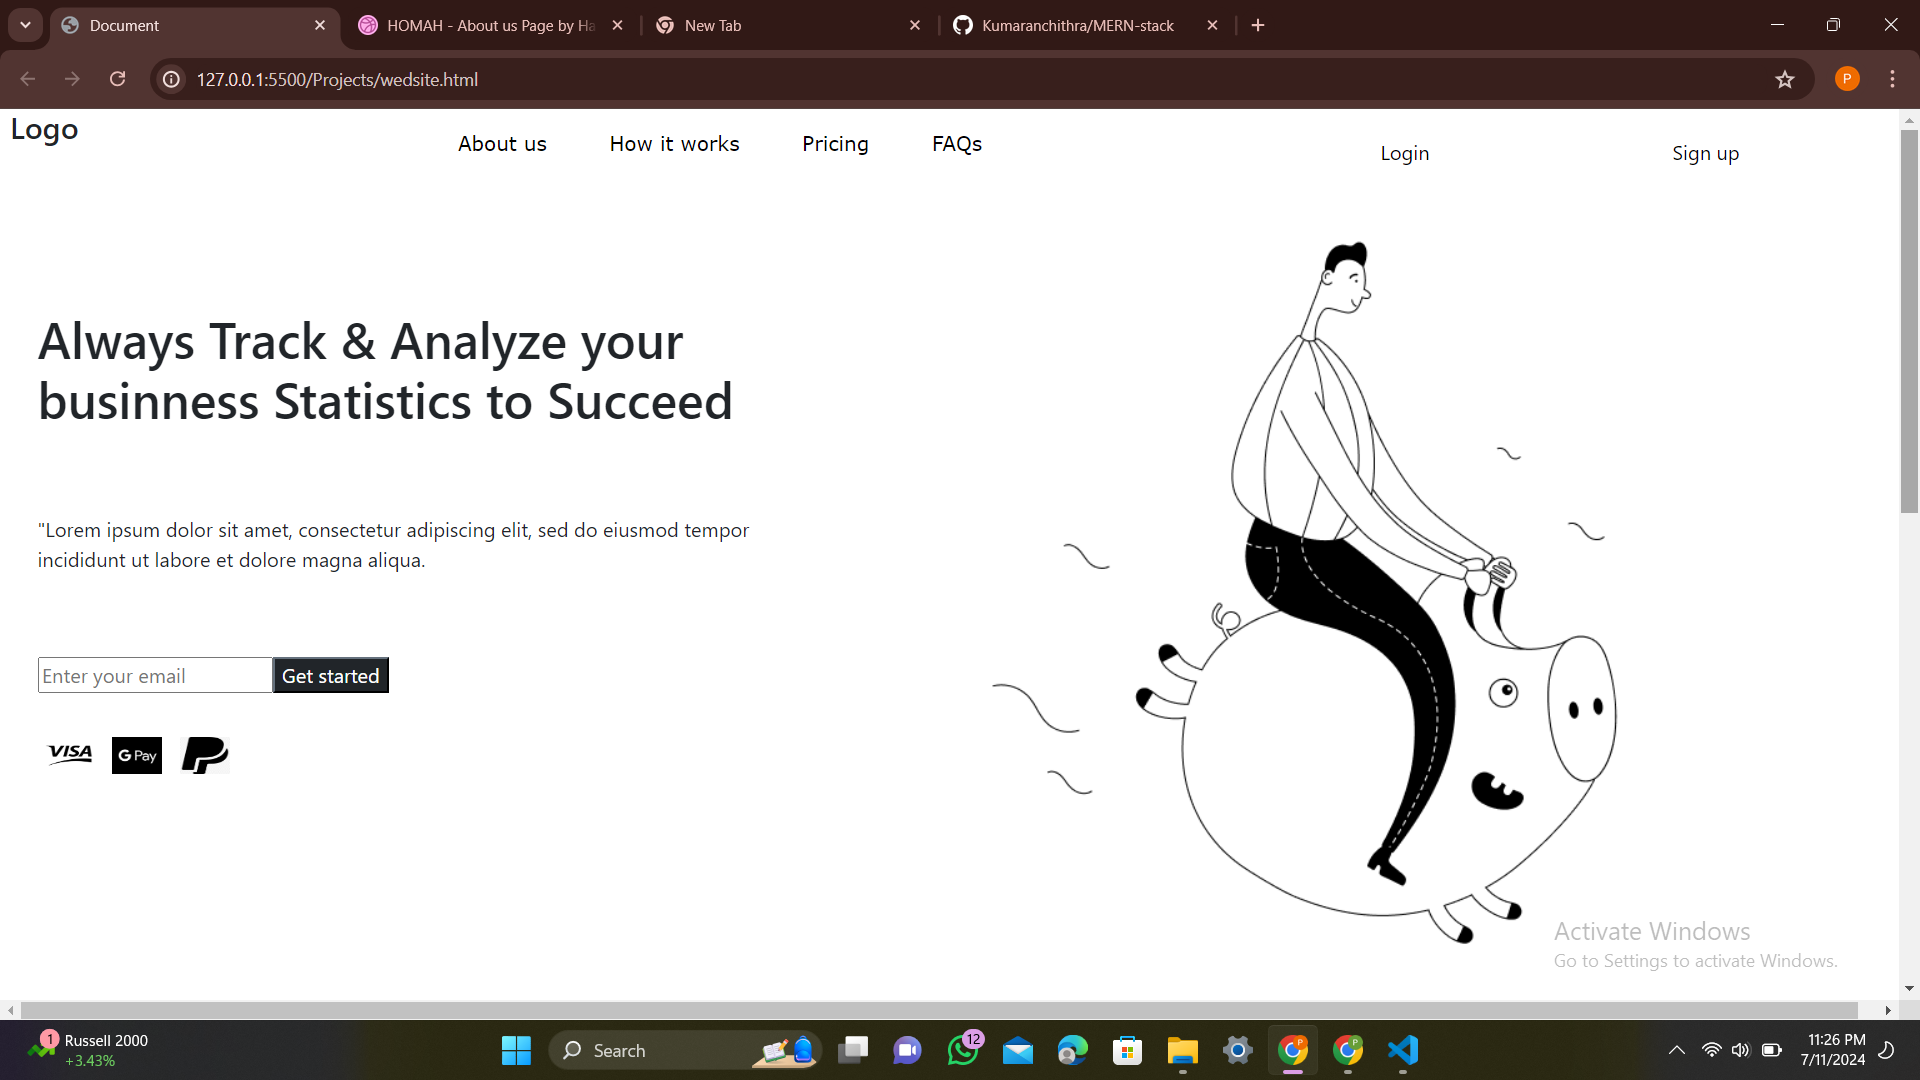 Document
HOMAH - About us Page by Ha
New Tab
Kumaranchithra/MERN-stack
127.0.0.1:5500/Projects/wedsite.html
P
Logo
About us
How it works
Pricing
FAQs
Login
Sign up
Always Track & Analyze your
businness Statistics to Succeed
"Lorem ipsum dolor sit amet, consectetur adipiscing elit, sed do eiusmod tempor
incididunt ut labore et dolore magna aliqua.
Enter your email
Get started
VISA
G Pay
Activate Windows
Go to Settings to activate Windows.
1
Russell 2000
+3.43%
Search
12
P
P
11:26 PM
7/11/2024